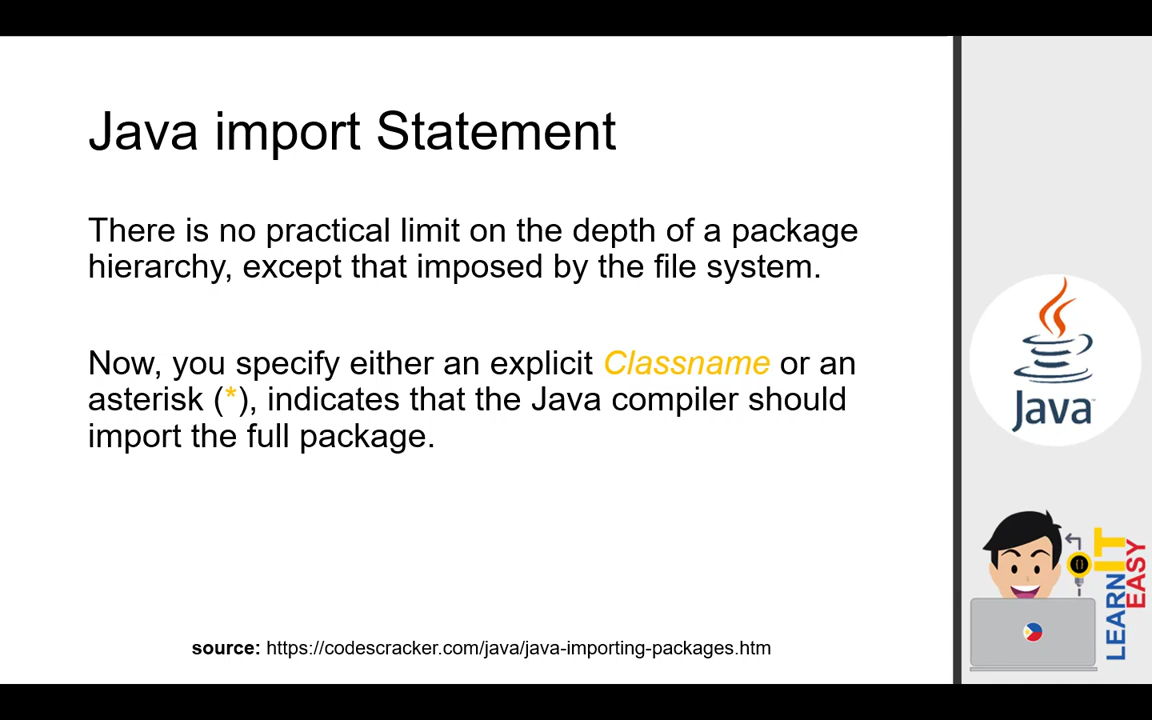 Java import Statement
There is no practical limit on the depth of a package
hierarchy, except that imposed by the file system.
Now, you specify either an explicit Classname or an
asterisk (*), indicates that the Java compiler should
import the full package.
source: https://codescracker.com/java/java-importing-packages.htm
Java™
LEARN IT
EASY